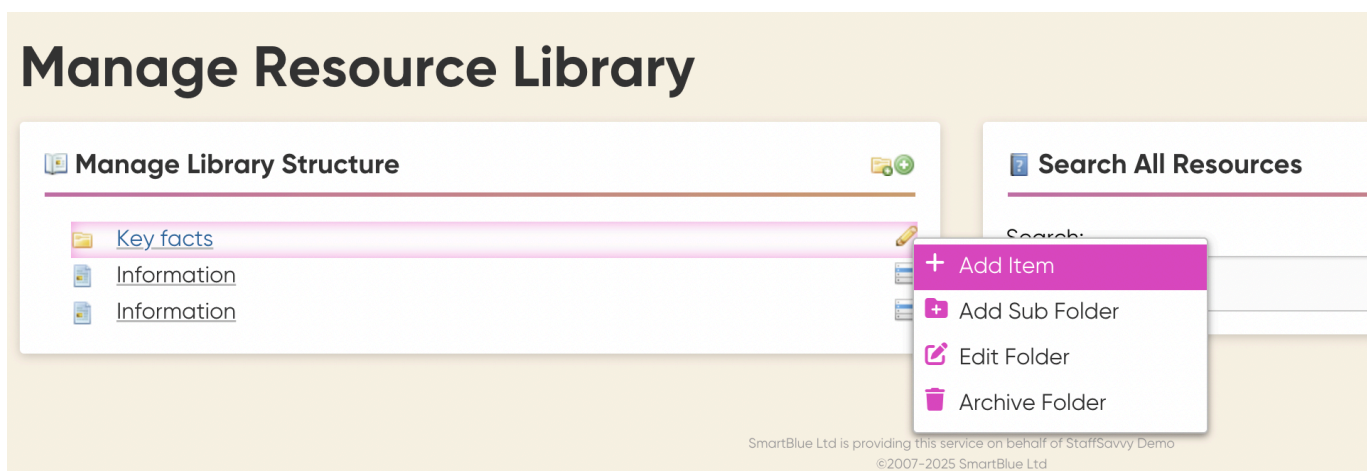 Manage Resource Library
Manage Library Structure
Key facts
Information
Information
Search All Resources
Search:
Add Item
Add Sub Folder
Edit Folder
Archive Folder
SmartBlue Ltd is providing this service on behalf of StaffSavvy Demo
©2007-2025 SmartBlue Ltd